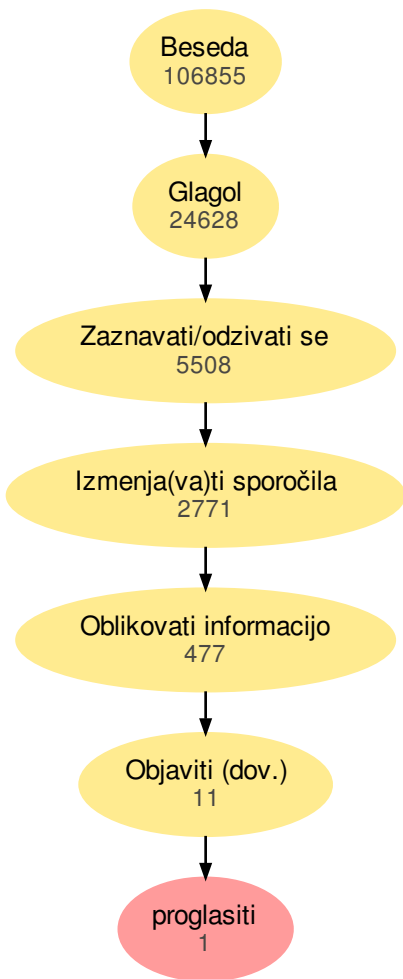 Beseda
106855
Glagol
24628
Zaznavati/odzivati se
5508
Izmenja(va)ti sporočila
2771
Oblikovati informacijo
477
Objaviti (dov.)
11
proglasiti
1